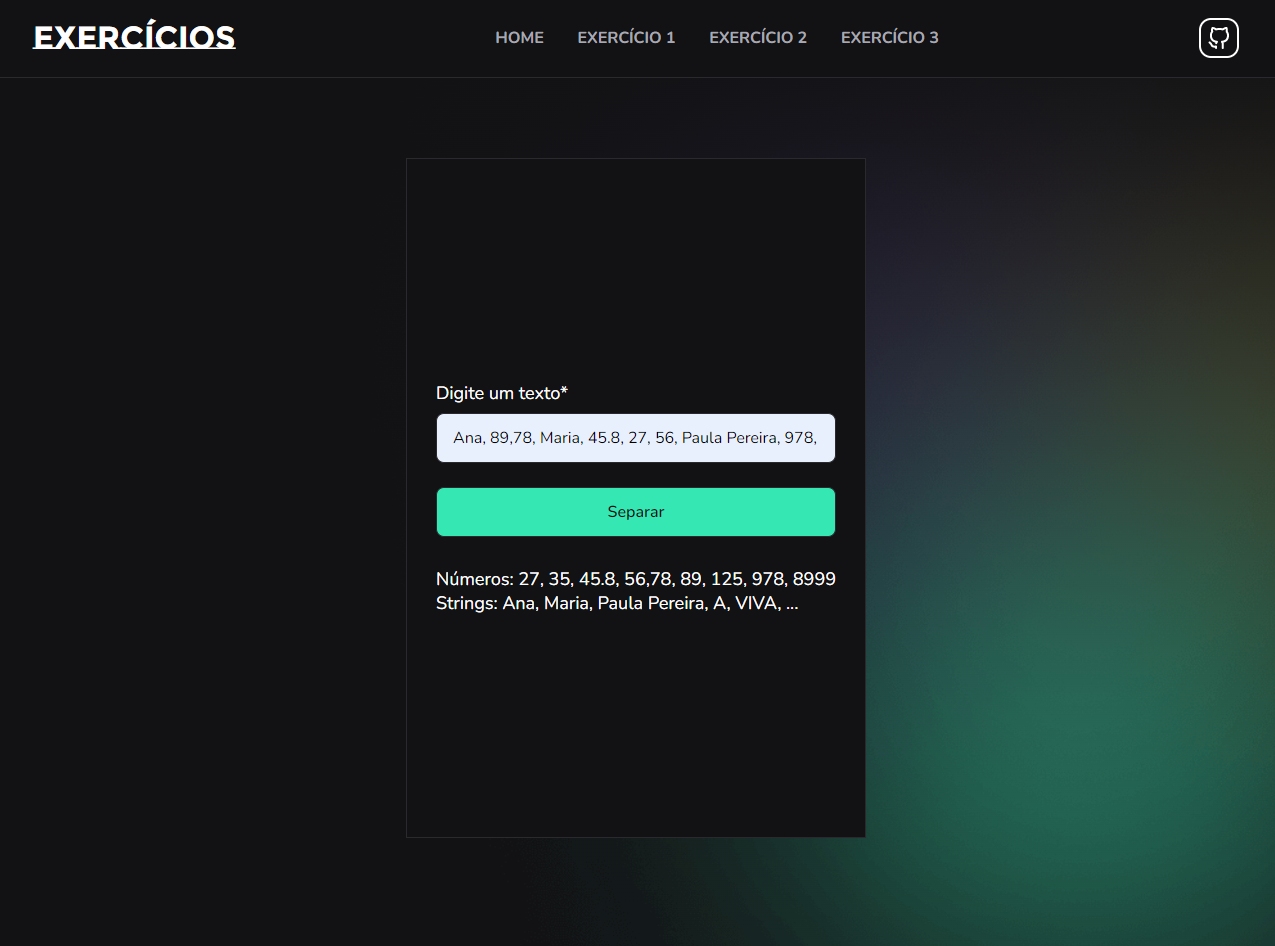 EXERCÍCIOS
HOME EXERCÍCIO 1 EXERCÍCIO 2 EXERCÍCIO 3
Digite um texto*
Ana, 89,78, Maria, 45.8, 27, 56, Paula Pereira, 978,
Separar
Números: 27, 35, 45.8, 56,78, 89, 125, 978, 8999
Strings: Ana, Maria, Paula Pereira, A, VIVA, ...